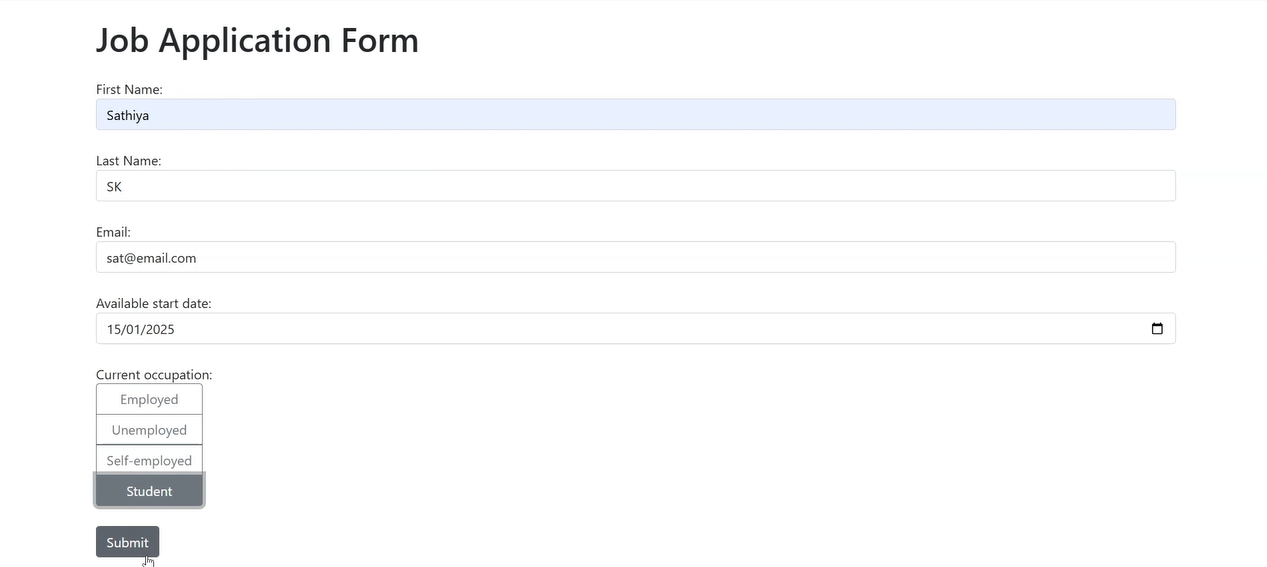 Job Application Form
First Name:
Sathiya
Last Name:
SK
Email:
sat@email.com
Available start date:
15/01/2025
Current occupation:
Employed
Unemployed
Self-employed
Student
Submit